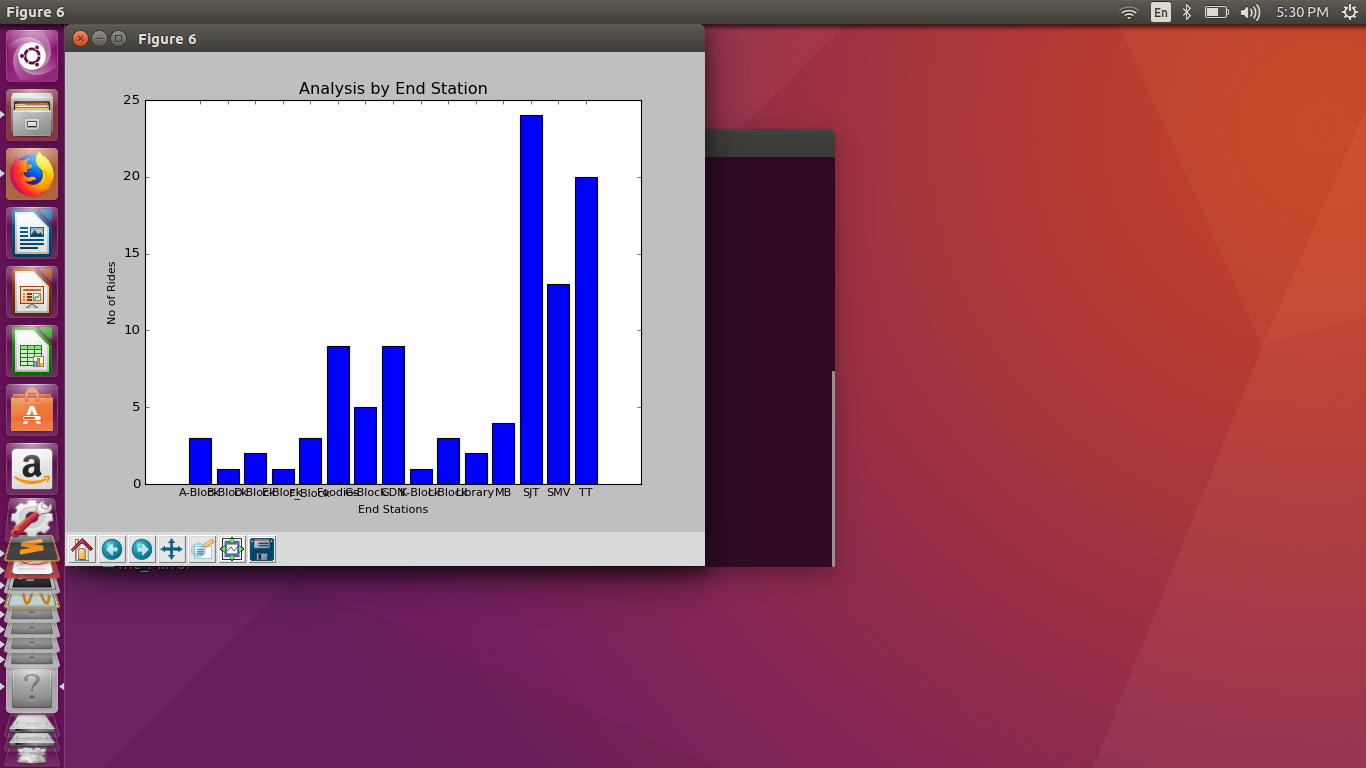 Figure 6
En
5:30 PM
Figure 6
Analysis by End Station
25
20
15
10
5
0
No of Rides
A-Block B-Block D-Block E-Block F_Block Foodies G-Block GDN K-Block L-Block Library MB SJT SMV TT
End Stations